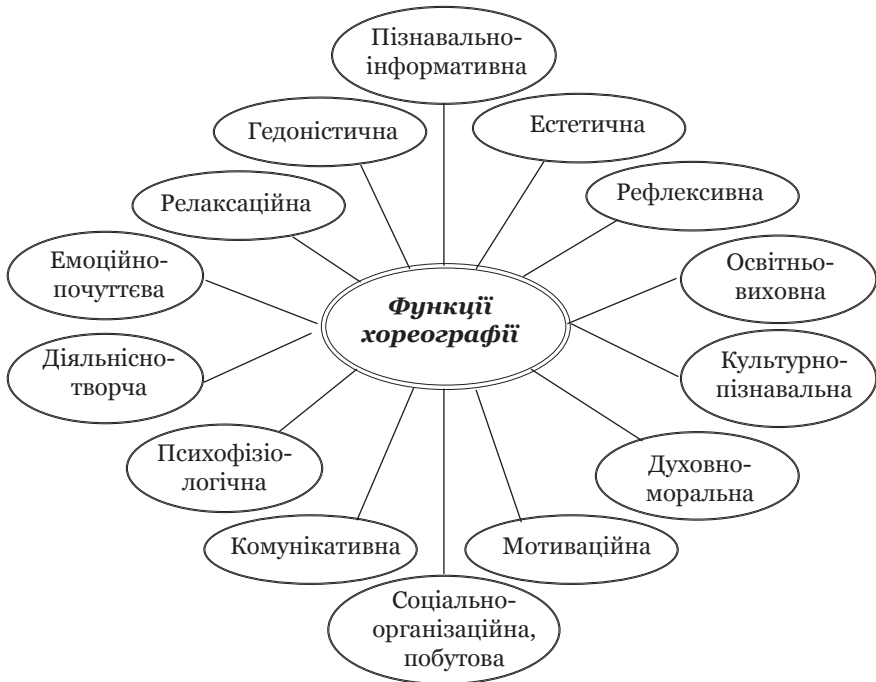 Пізнавально-
інформативна
Гедоністична
Естетична
Релаксаційна
Рефлексивна
Емоційно-
почуттєва
Освітньо-
виховна
Функції
хореографії
Діяльнісно-
творча
Культурно-
пізнавальна
Психофізіо-
логічна
Духовно-
моральна
Комунікативна
Мотиваційна
Соціально-
організаційна,
побутова